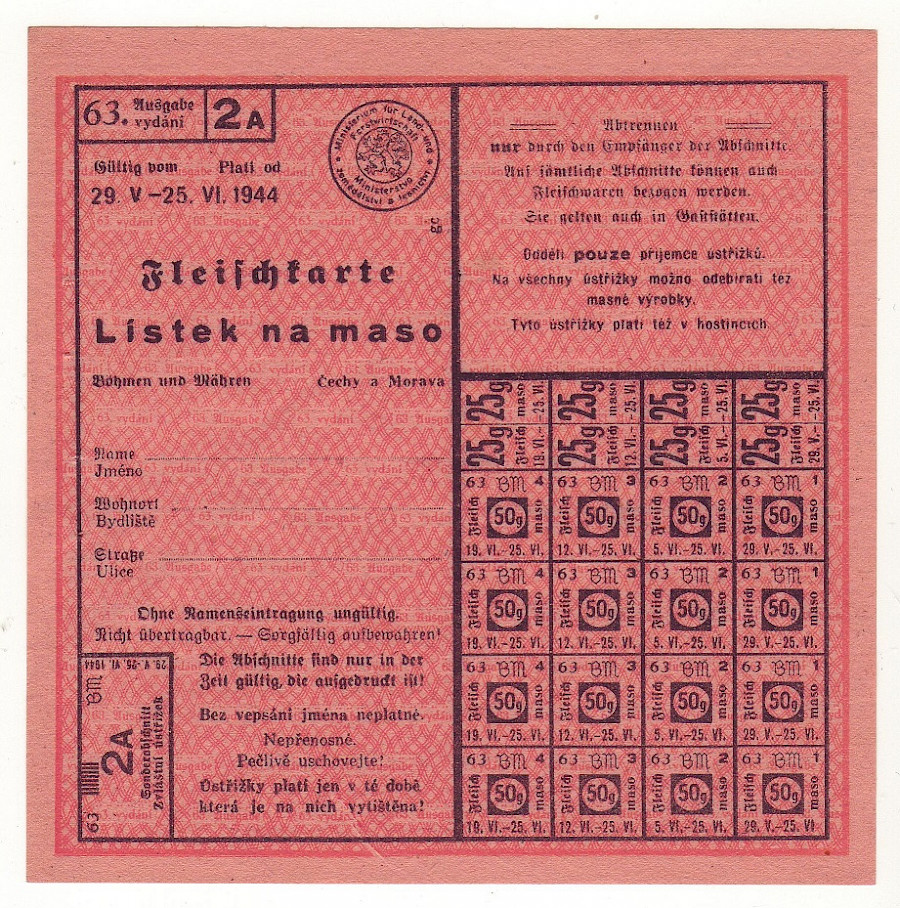 63. Ausgabe vydání 2A
Gültig vom Platí od
29. V – 25. VI. 1944
Ministerium für Land- und Forstwirtschaft
Ministerstvo zemědělství a lesnictví
gc
Fleischkarte
Lístek na maso
Böhmen und Mähren Čechy a Morava
Name
Jméno
Wohnort
Bydliště
Straße
Ulice
Ohne Namenseintragung ungültig.
Nicht übertragbar. — Sorgfältig aufbewahren!
Die Abschnitte sind nur in der
Zeit gültig, die aufgedruckt ist!
Bez vepsání jména neplatné.
Nepřenosné.
Pečlivě uschovejte!
Ústřižky platí jen v té době
která je na nich vytištěna!
63 BM 29. V.-25. VI. 1944
2A
Sonderabschnitt
Zvláštní ústřižek
Abtrennen
nur durch den Empfänger der Abschnitte.
Auf sämtliche Abschnitte können auch
Fleischwaren bezogen werden.
Sie gelten auch in Gaststätten.
Oddělí pouze příjemce ústřižků.
Na všechny ústřižky možno odebírati též
masné výrobky.
Tyto ústřižky platí též v hostincích.
25g 25g Fleisch maso 19. VI.–25. VI.
25g 25g Fleisch maso 12. VI.–25. VI.
25g 25g Fleisch maso 5. VI.–25. VI.
25g 25g Fleisch maso 29. V.–25. VI.
63 BM 4 63 BM 3 63 BM 2 63 BM 1
Fleisch 50g maso Fleisch 50g maso Fleisch 50g maso Fleisch 50g maso
19. VI.-25. VI. 12. VI.-25. VI. 5. VI.-25. VI. 29. V.-25. VI.
63 BM 4 63 BM 3 63 BM 2 63 BM 1
Fleisch 50g maso Fleisch 50g maso Fleisch 50g maso Fleisch 50g maso
19. VI.-25. VI. 12. VI.-25. VI. 5. VI.-25. VI. 29. V.-25. VI.
63 BM 4 63 BM 3 63 BM 2 63 BM 1
Fleisch 50g maso Fleisch 50g maso Fleisch 50g maso Fleisch 50g maso
19. VI.-25. VI. 12. VI.-25. VI. 5. VI.-25. VI. 29. V.-25. VI.
63 BM 4 63 BM 3 63 BM 2 63 BM 1
Fleisch 50g maso Fleisch 50g maso Fleisch 50g maso Fleisch 50g maso
19. VI.-25. VI. 12. VI.-25. VI. 5. VI.-25. VI. 29. V.-25. VI.